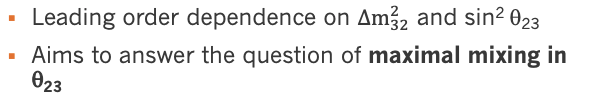 ▪ Leading order dependence on Δm²₃₂ and sin² θ₂₃
▪ Aims to answer the question of maximal mixing in
θ₂₃